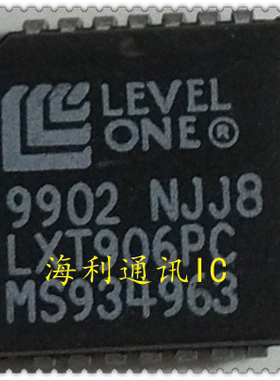 LEVEL
ONE®
9902 NJJ8
LXT906PC
海利通讯IC
MS934963